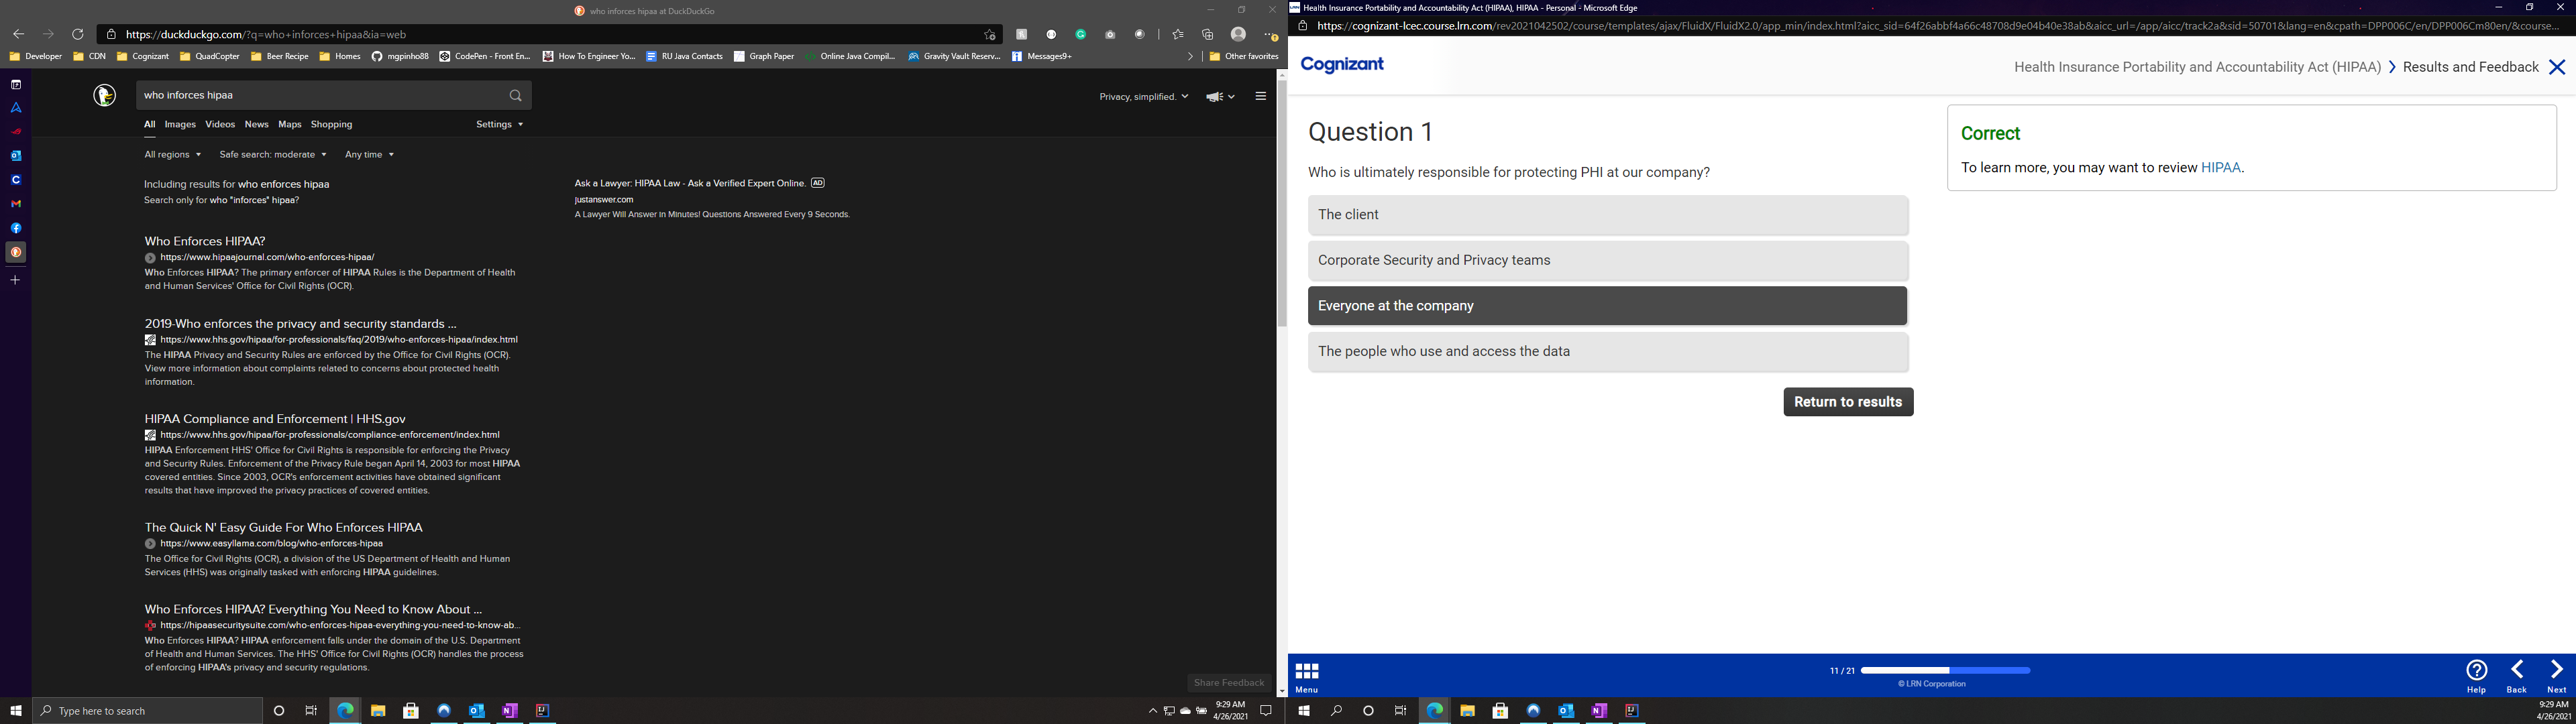 who inforces hipaa at DuckDuckGo
https://duckduckgo.com/?q=who+inforces+hipaa&ia=web
Developer CDN Cognizant QuadCopter Beer Recipe Homes mgpinho88 CodePen - Front En... How To Engineer Yo... RU Java Contacts Graph Paper Online Java Compil... Gravity Vault Reserv... Messages9+ Other favorites
who inforces hipaa
Privacy, simplified.
All Images Videos News Maps Shopping Settings
All regions Safe search: moderate Any time
Including results for who enforces hipaa
Search only for who "inforces" hipaa?
Ask a Lawyer: HIPAA Law - Ask a Verified Expert Online. AD
justanswer.com
A Lawyer Will Answer in Minutes! Questions Answered Every 9 Seconds.
Who Enforces HIPAA?
https://www.hipaajournal.com/who-enforces-hipaa/
Who Enforces HIPAA? The primary enforcer of HIPAA Rules is the Department of Health
and Human Services' Office for Civil Rights (OCR).
2019-Who enforces the privacy and security standards ...
https://www.hhs.gov/hipaa/for-professionals/faq/2019/who-enforces-hipaa/index.html
The HIPAA Privacy and Security Rules are enforced by the Office for Civil Rights (OCR).
View more information about complaints related to concerns about protected health
information.
HIPAA Compliance and Enforcement | HHS.gov
https://www.hhs.gov/hipaa/for-professionals/compliance-enforcement/index.html
HIPAA Enforcement HHS' Office for Civil Rights is responsible for enforcing the Privacy
and Security Rules. Enforcement of the Privacy Rule began April 14, 2003 for most HIPAA
covered entities. Since 2003, OCR's enforcement activities have obtained significant
results that have improved the privacy practices of covered entities.
The Quick N' Easy Guide For Who Enforces HIPAA
https://www.easyllama.com/blog/who-enforces-hipaa
The Office for Civil Rights (OCR), a division of the US Department of Health and Human
Services (HHS) was originally tasked with enforcing HIPAA guidelines.
Who Enforces HIPAA? Everything You Need to Know About ...
https://hipaasecuritysuite.com/who-enforces-hipaa-everything-you-need-to-know-ab...
Who Enforces HIPAA? HIPAA enforcement falls under the domain of the U.S. Department
of Health and Human Services. The HHS' Office for Civil Rights (OCR) handles the process
of enforcing HIPAA's privacy and security regulations.
Share Feedback
Type here to search
9:29 AM
4/26/2021
Health Insurance Portability and Accountability Act (HIPAA), HIPAA - Personal - Microsoft Edge
https://cognizant-lcec.course.lrn.com/rev2021042502/course/templates/ajax/FluidX/FluidX2.0/app_min/index.html?aicc_sid=64f26abbf4a66c48708d9e04b40e38ab&aicc_url=/app/aicc/track2a&sid=50701&lang=en&cpath=DPP006C/en/DPP006Cm80en/&course...
Cognizant
Health Insurance Portability and Accountability Act (HIPAA) Results and Feedback
Question 1
Who is ultimately responsible for protecting PHI at our company?
The client
Corporate Security and Privacy teams
Everyone at the company
The people who use and access the data
Return to results
Correct
To learn more, you may want to review HIPAA.
Menu
11 / 21
© LRN Corporation
Help Back Next
9:29 AM
4/26/2021